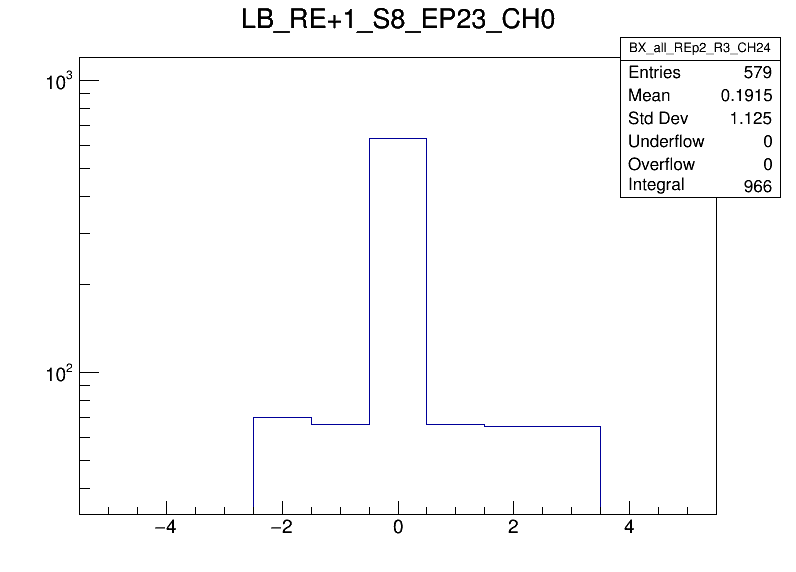 LB_RE+1_S8_EP23_CH0
BX_all_REp2_R3_CH24
Entries 579
Mean 0.1915
Std Dev 1.125
Underflow 0
Overflow 0
Integral 966
10³
10²
−4 −2 0 2 4